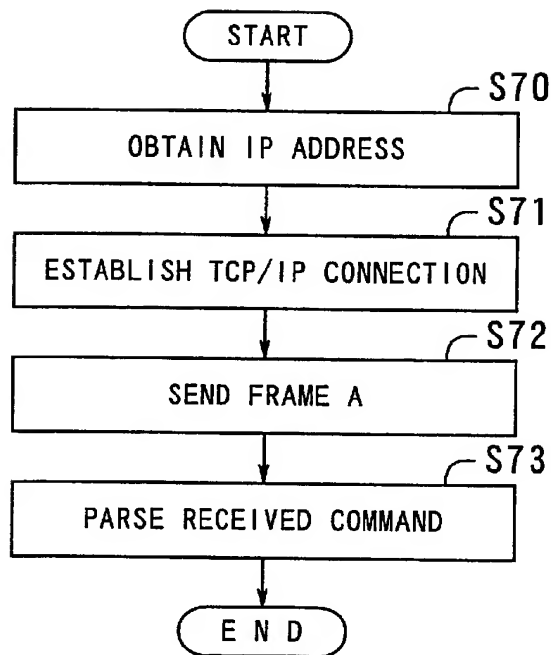 START
S70
OBTAIN IP ADDRESS
S71
ESTABLISH TCP/IP CONNECTION
S72
SEND FRAME A
S73
PARSE RECEIVED COMMAND
E N D